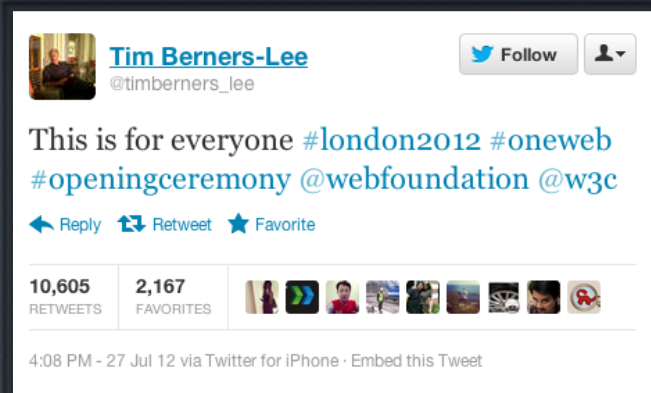 Tim Berners-Lee
@timberners_lee
Follow
This is for everyone #london2012 #oneweb
#openingceremony @webfoundation @w3c
Reply Retweet Favorite
10,605 2,167
RETWEETS FAVORITES
4:08 PM - 27 Jul 12 via Twitter for iPhone · Embed this Tweet